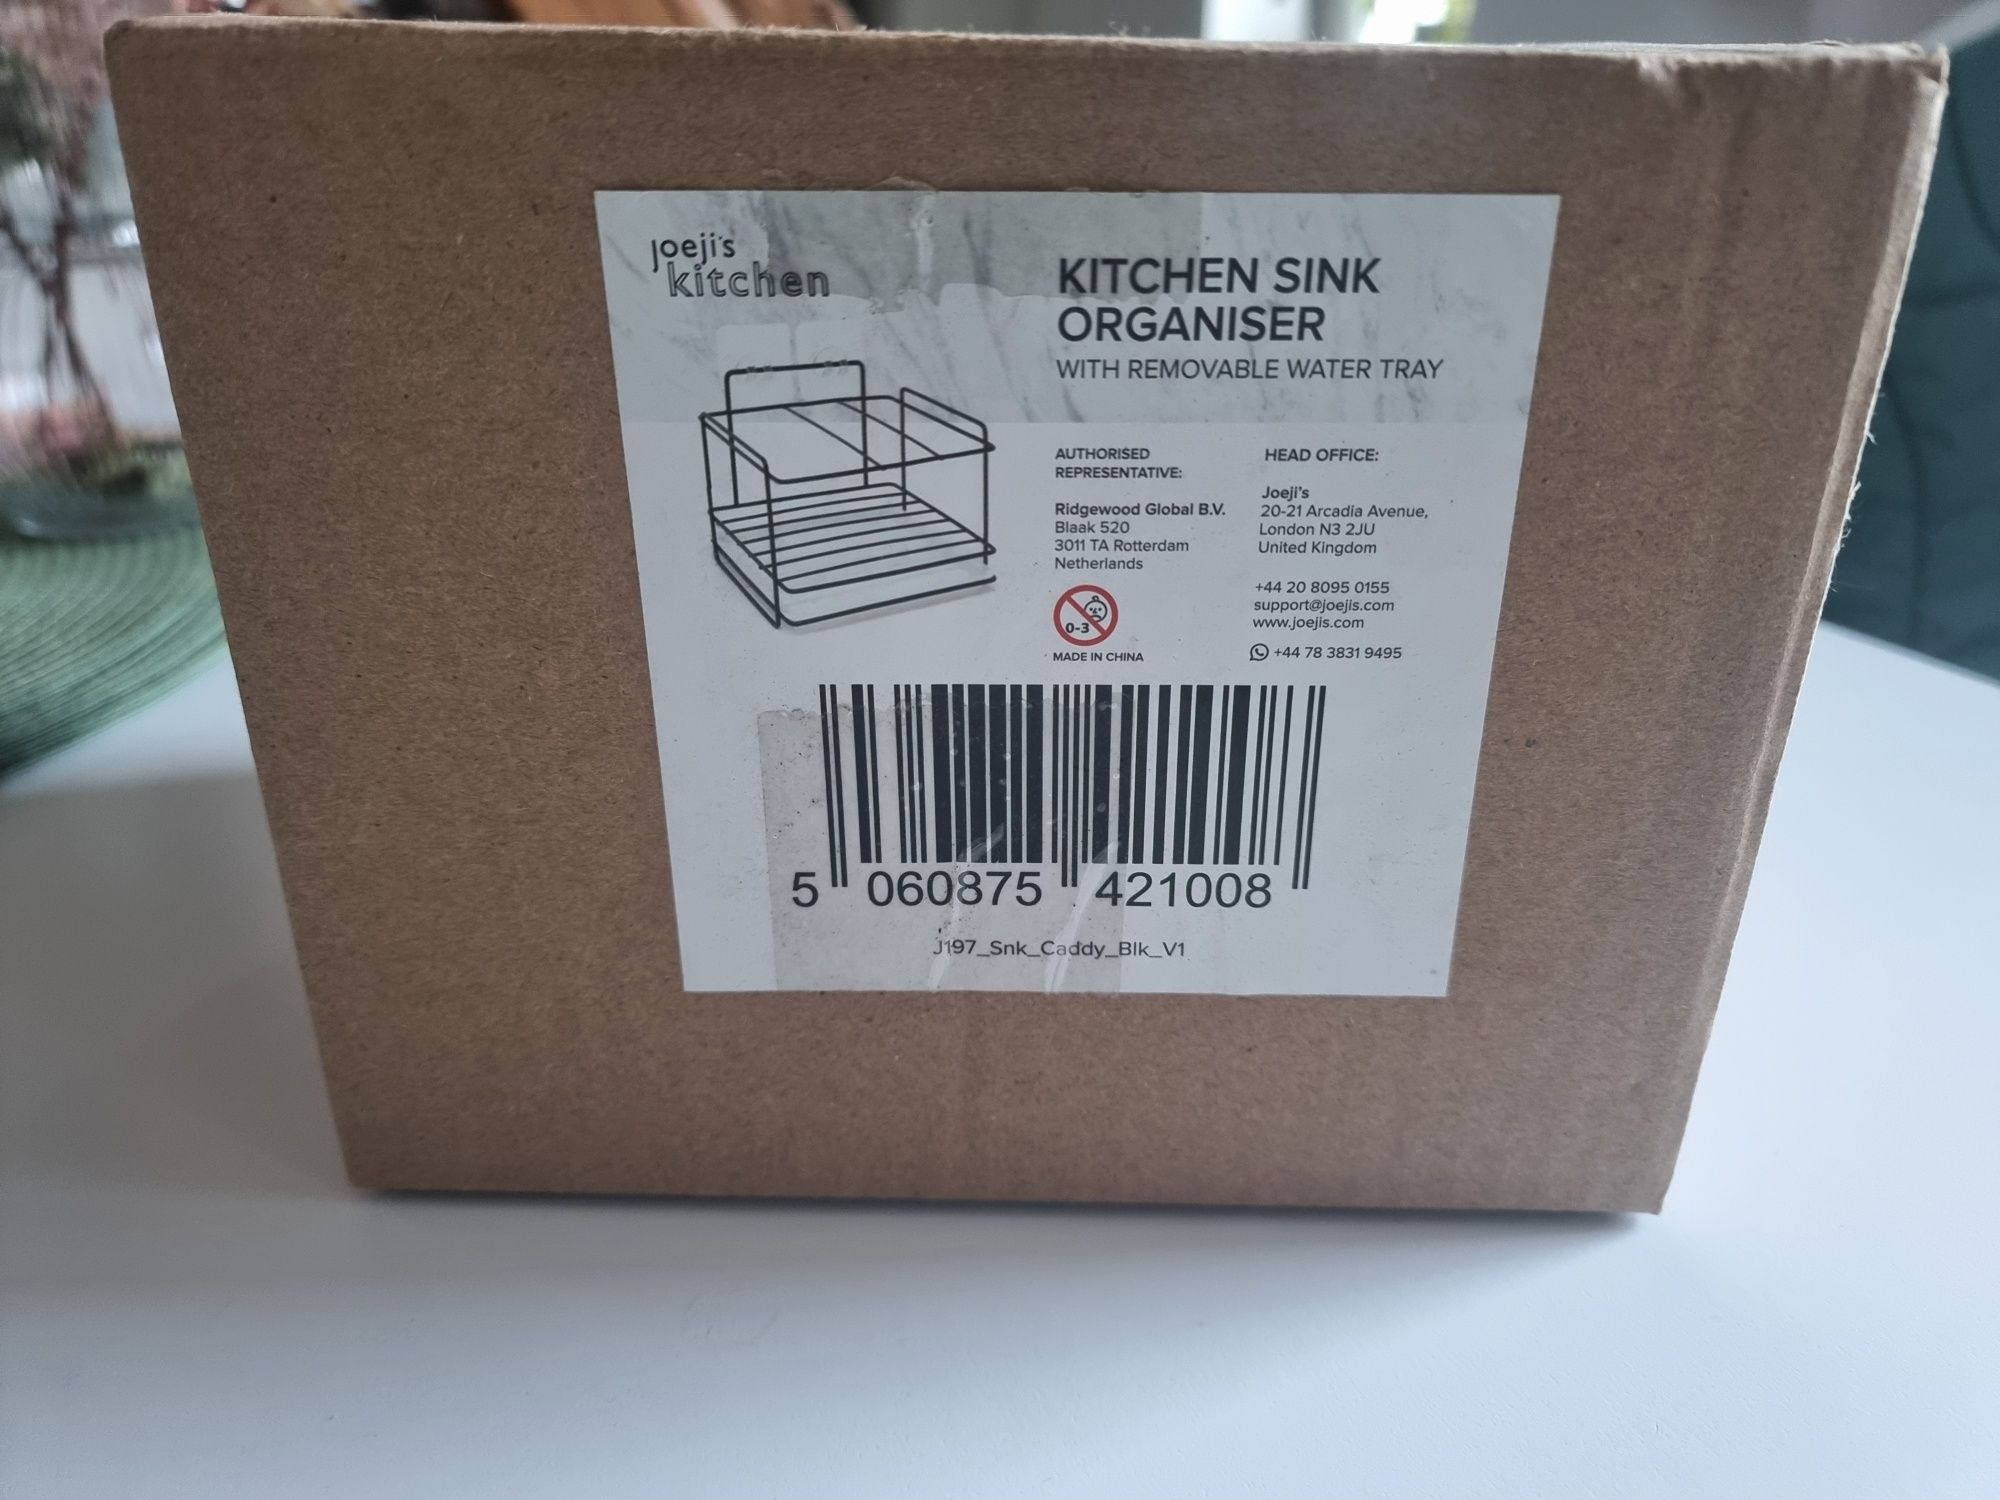 Joeji's
kitchen
KITCHEN SINK
ORGANISER
WITH REMOVABLE WATER TRAY
AUTHORISED
REPRESENTATIVE:
Ridgewood Global B.V.
Blaak 520
3011 TA Rotterdam
Netherlands
0-3
MADE IN CHINA
HEAD OFFICE:
Joeji's
20-21 Arcadia Avenue,
London N3 2JU
United Kingdom
+44 20 8095 0155
support@joejis.com
www.joejis.com
+44 78 3831 9495
5 060875 421008
J197_Snk_Caddy_Blk_V1